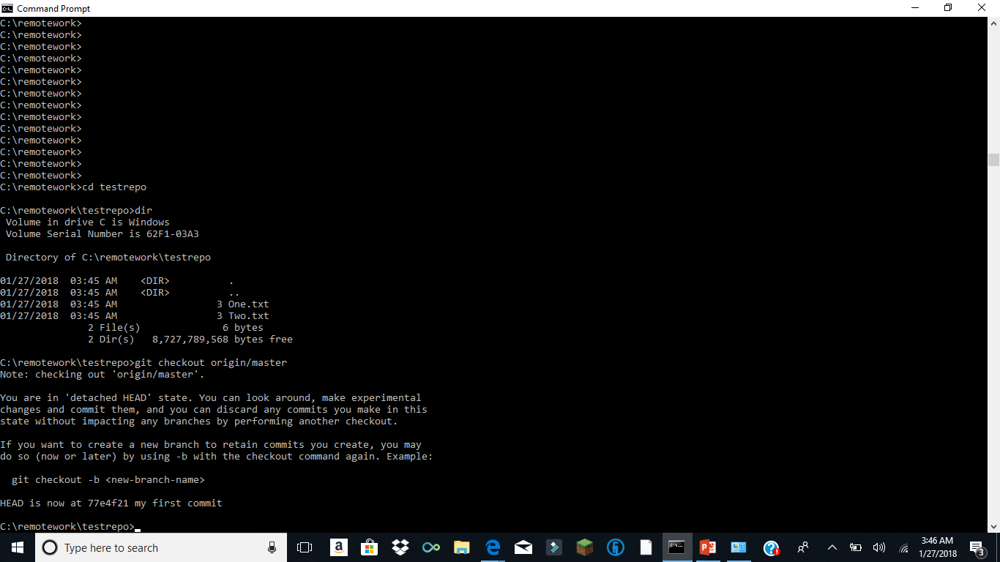 Command Prompt
C:\remotework>
C:\remotework>
C:\remotework>
C:\remotework>
C:\remotework>
C:\remotework>
C:\remotework>
C:\remotework>
C:\remotework>
C:\remotework>
C:\remotework>
C:\remotework>
C:\remotework>
C:\remotework>
C:\remotework>cd testrepo
C:\remotework\testrepo>dir
 Volume in drive C is Windows
 Volume Serial Number is 62F1-03A3
 Directory of C:\remotework\testrepo
01/27/2018  03:45 AM    <DIR>          .
01/27/2018  03:45 AM    <DIR>          ..
01/27/2018  03:45 AM                 3 One.txt
01/27/2018  03:45 AM                 3 Two.txt
               2 File(s)              6 bytes
               2 Dir(s)   8,727,789,568 bytes free
C:\remotework\testrepo>git checkout origin/master
Note: checking out 'origin/master'.
You are in 'detached HEAD' state. You can look around, make experimental
changes and commit them, and you can discard any commits you make in this
state without impacting any branches by performing another checkout.
If you want to create a new branch to retain commits you create, you may
do so (now or later) by using -b with the checkout command again. Example:
  git checkout -b <new-branch-name>
HEAD is now at 77e4f21 my first commit
C:\remotework\testrepo>
Type here to search
3:46 AM
1/27/2018
3